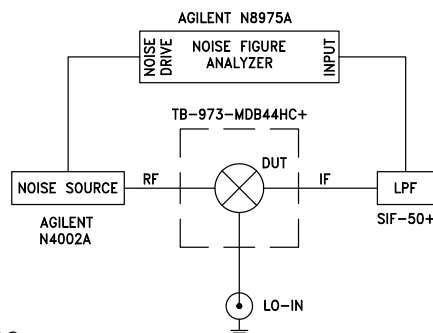 AGILENT N8975A
NOISE
DRIVE
NOISE FIGURE
ANALYZER
INPUT
TB-973-MDB44HC+
DUT
NOISE SOURCE
RF
IF
LPF
AGILENT
N4002A
SIF-50+
LO-IN